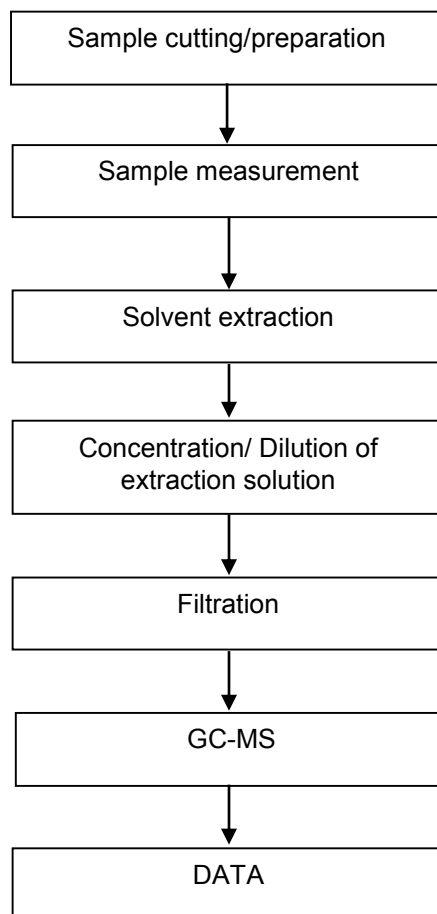 Sample cutting/preparation
Sample measurement
Solvent extraction
Concentration/ Dilution of
extraction solution
Filtration
GC-MS
DATA